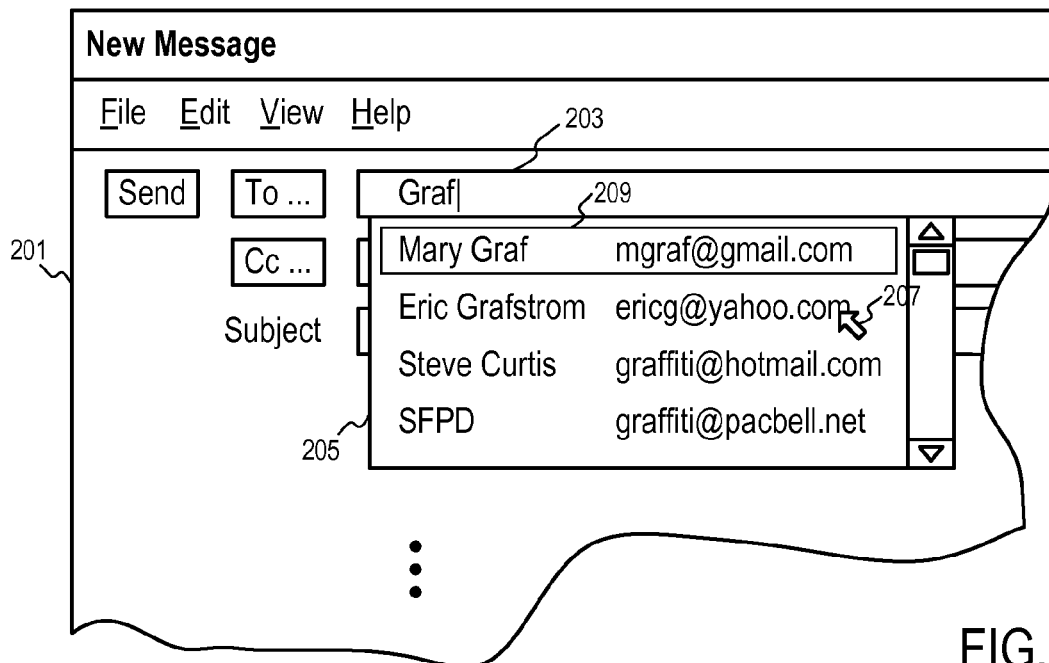 New Message
File Edit View Help
203
Send To ... Graf
209
Mary Graf mgraf@gmail.com
201
Cc ...
Eric Grafstrom ericg@yahoo.com
207
Subject
Steve Curtis graffiti@hotmail.com
SFPD graffiti@pacbell.net
205
FIG.